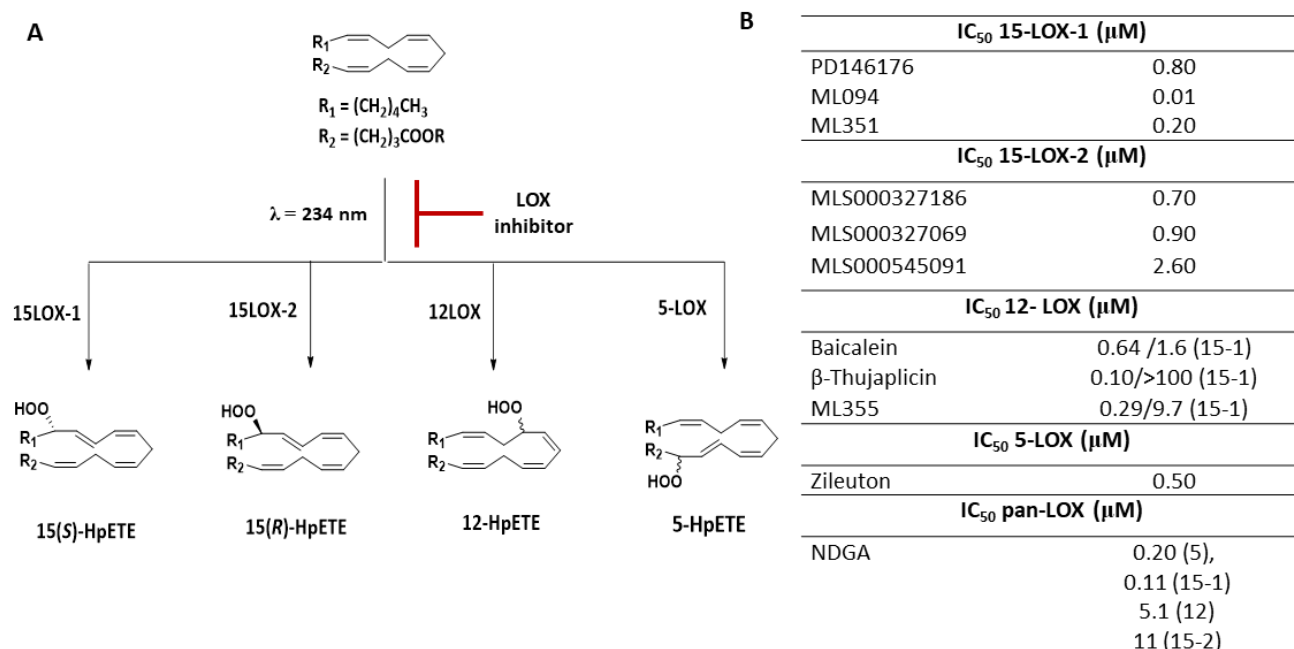 A
R₁
R₂
R₁ = (CH₂)₄CH₃
R₂ = (CH₂)₃COOR
λ = 234 nm
LOX
inhibitor
15LOX-1
15LOX-2
12LOX
5-LOX
HOO
R₁
R₂
15(S)-HpETE
HOO
R₁
R₂
15(R)-HpETE
HOO
R₁
R₂
12-HpETE
R₁
R₂
HOO
5-HpETE
B
IC₅₀ 15-LOX-1 (μM)
PD146176 0.80
ML094 0.01
ML351 0.20
IC₅₀ 15-LOX-2 (μM)
MLS000327186 0.70
MLS000327069 0.90
MLS000545091 2.60
IC₅₀ 12- LOX (μM)
Baicalein 0.64 /1.6 (15-1)
β-Thujaplicin 0.10/>100 (15-1)
ML355 0.29/9.7 (15-1)
IC₅₀ 5-LOX (μM)
Zileuton 0.50
IC₅₀ pan-LOX (μM)
NDGA 0.20 (5),
0.11 (15-1)
5.1 (12)
11 (15-2)